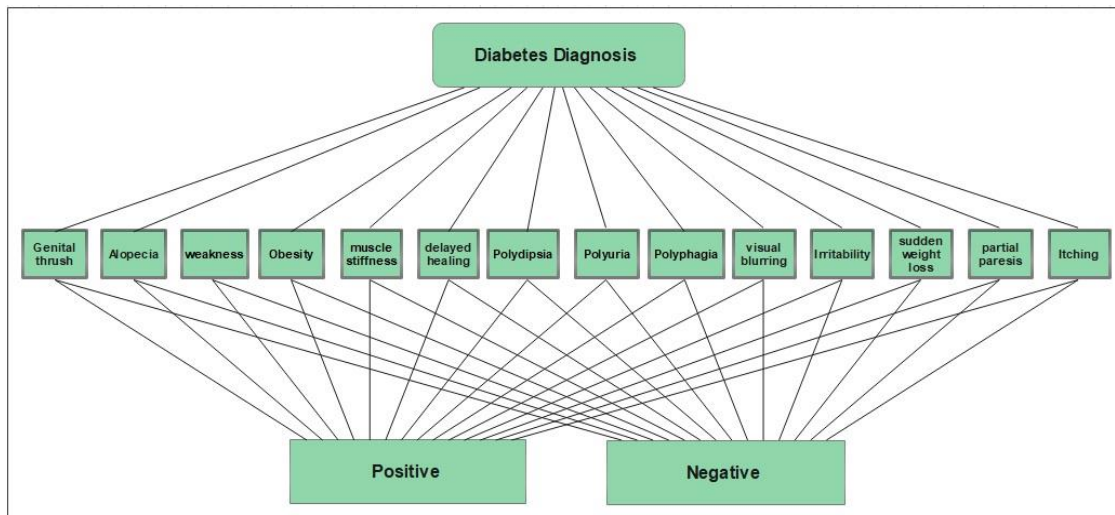 Diabetes Diagnosis
Genital
thrush
Alopecia
weakness
Obesity
muscle
stiffness
delayed
healing
Polydipsia
Polyuria
Polyphagia
visual
blurring
Irritability
sudden
weight
loss
partial
paresis
Itching
Positive
Negative